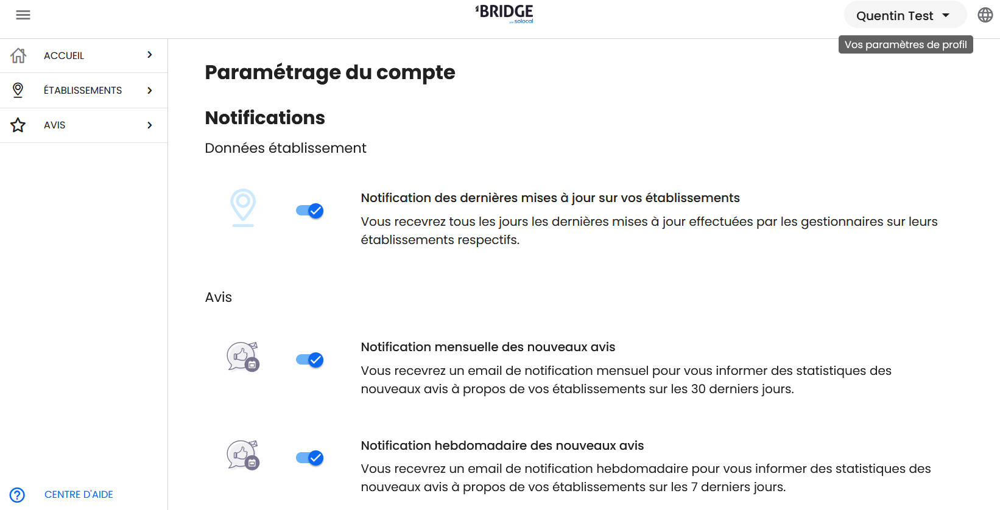 BRIDGE
par solocal
Quentin Test
Vos paramètres de profil
ACCUEIL
ÉTABLISSEMENTS
AVIS
Paramétrage du compte
Notifications
Données établissement
Notification des dernières mises à jour sur vos établissements
Vous recevrez tous les jours les dernières mises à jour effectuées par les gestionnaires sur leurs
établissements respectifs.
Avis
Notification mensuelle des nouveaux avis
Vous recevrez un email de notification mensuel pour vous informer des statistiques des
nouveaux avis à propos de vos établissements sur les 30 derniers jours.
Notification hebdomadaire des nouveaux avis
Vous recevrez un email de notification hebdomadaire pour vous informer des statistiques des
nouveaux avis à propos de vos établissements sur les 7 derniers jours.
CENTRE D'AIDE